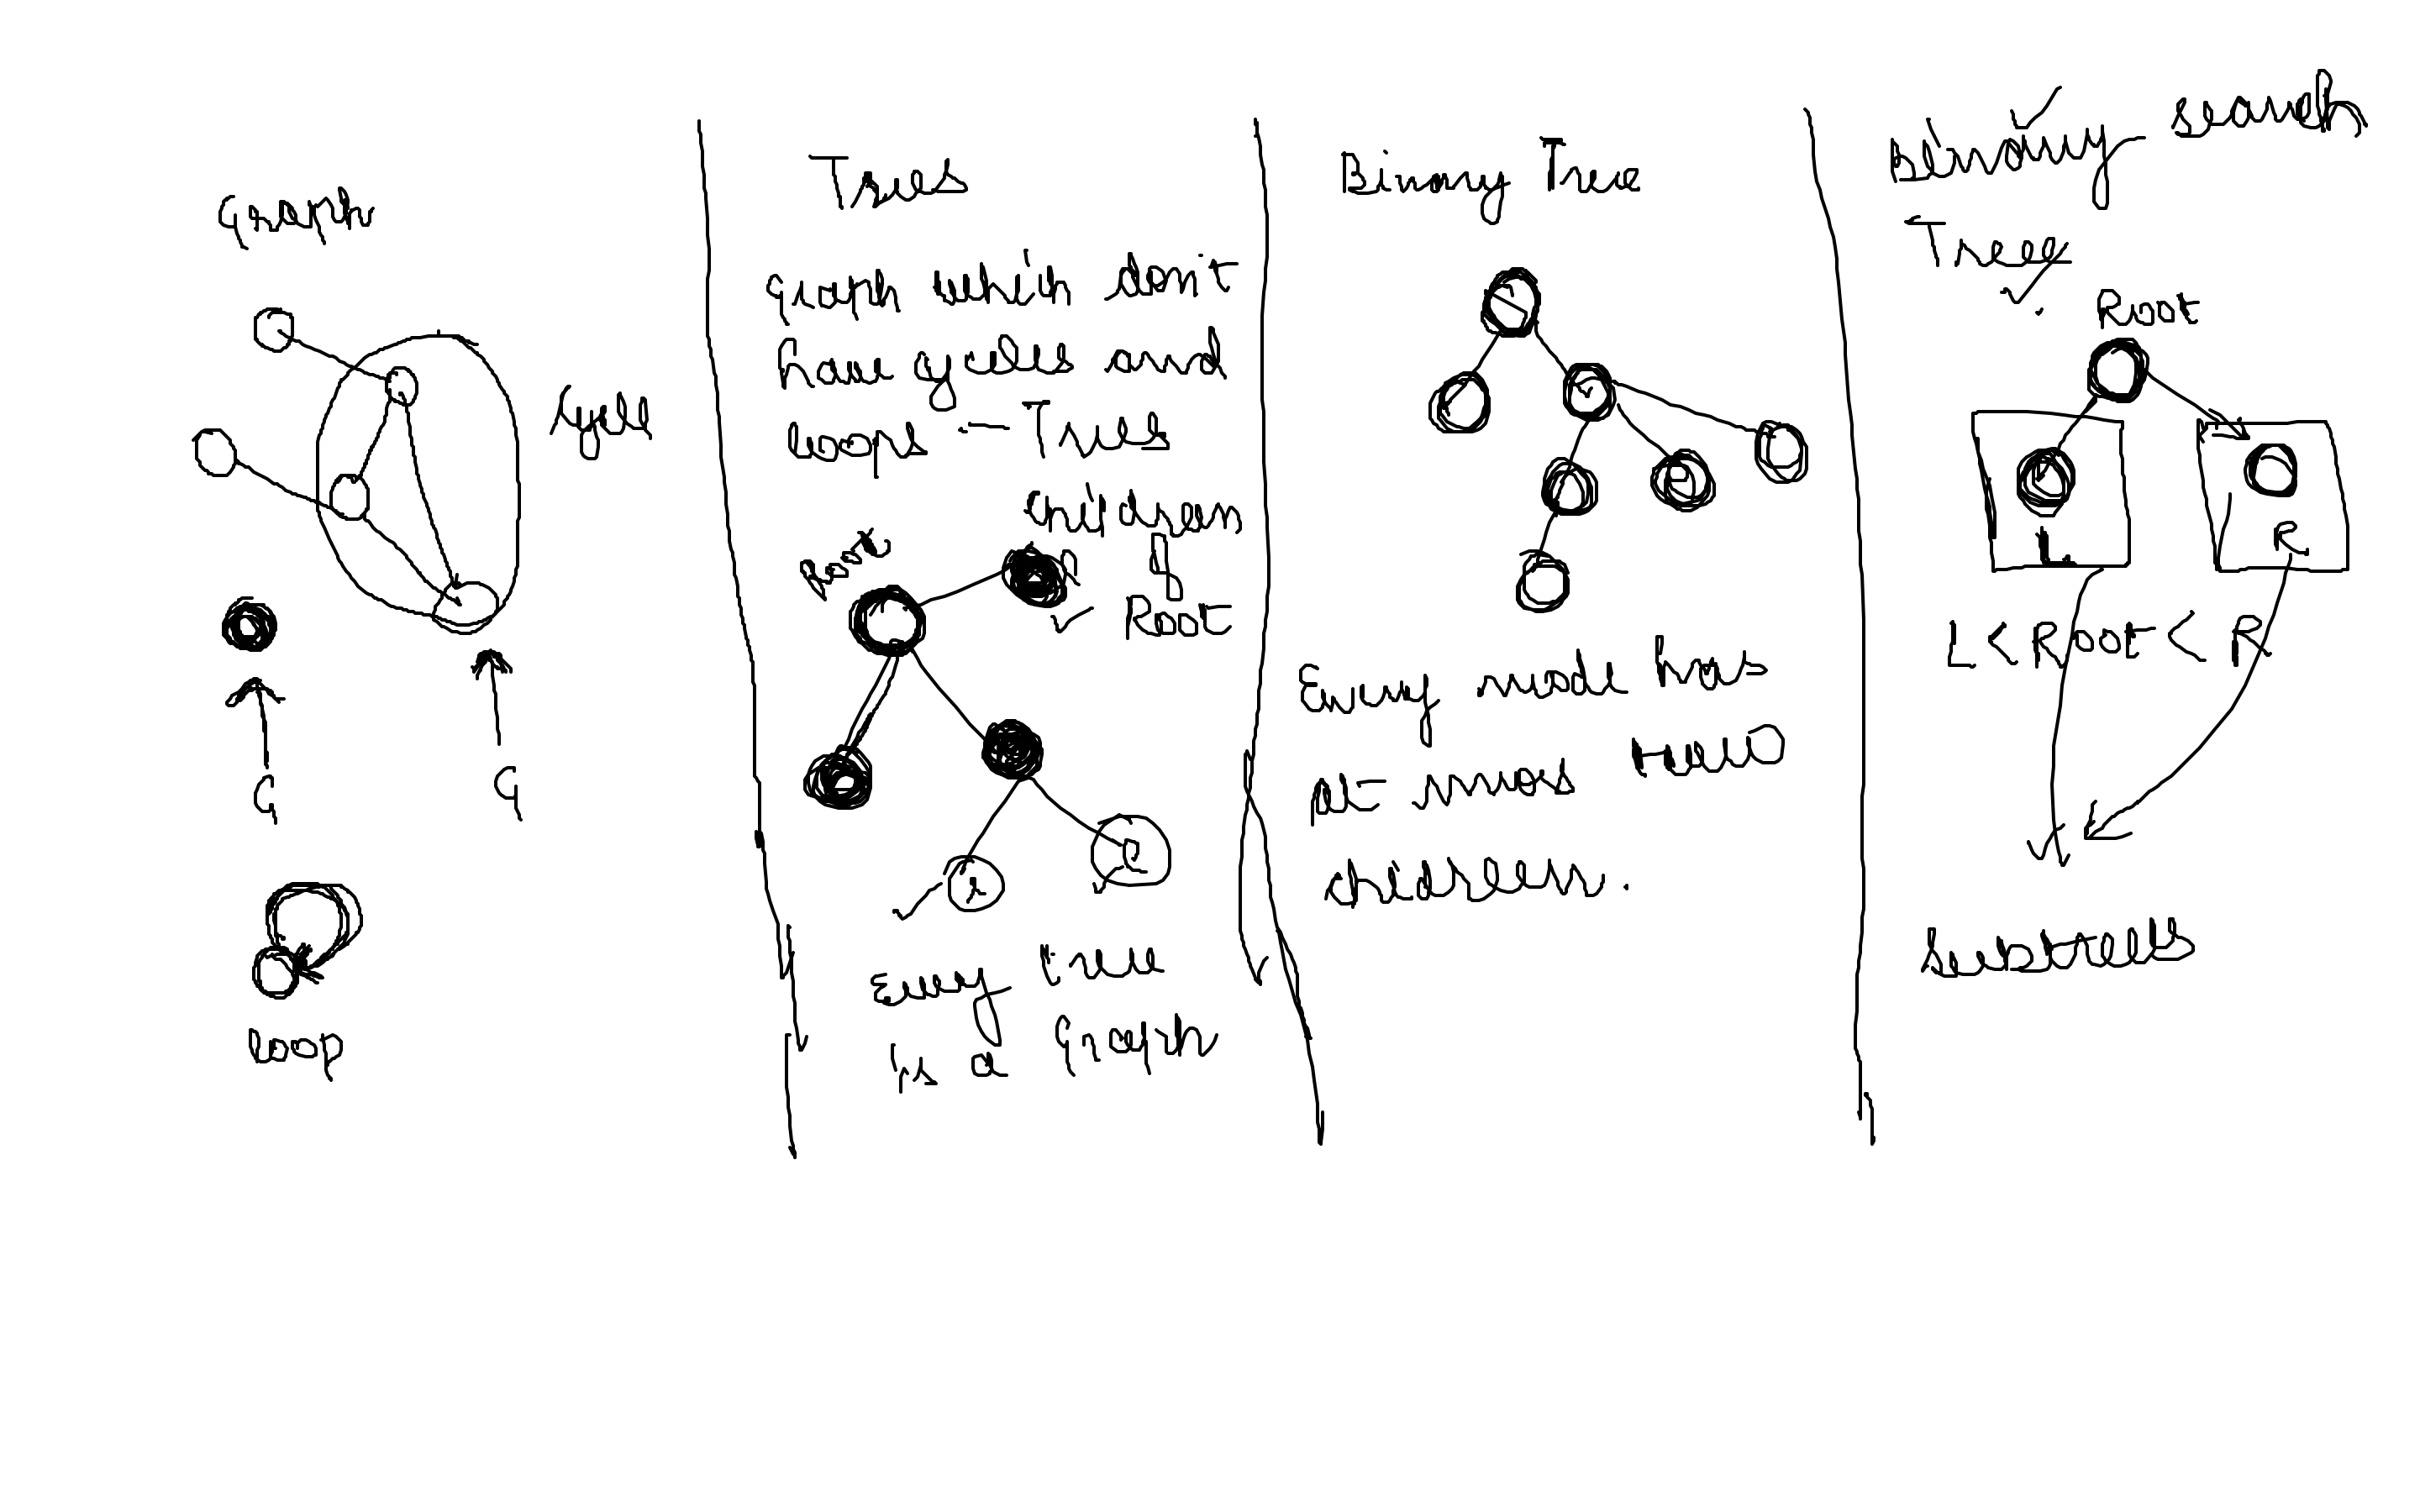 Graph
cycle
G
G
loop
Trees
graph which don't
have cycles and
loops - Trees
children
of
Root
Root
Every tree
is a Graph
Binary Tree
Every node has
at most two
children.
binary search
Tree
Root
L
R
L < Root < R
subtrees